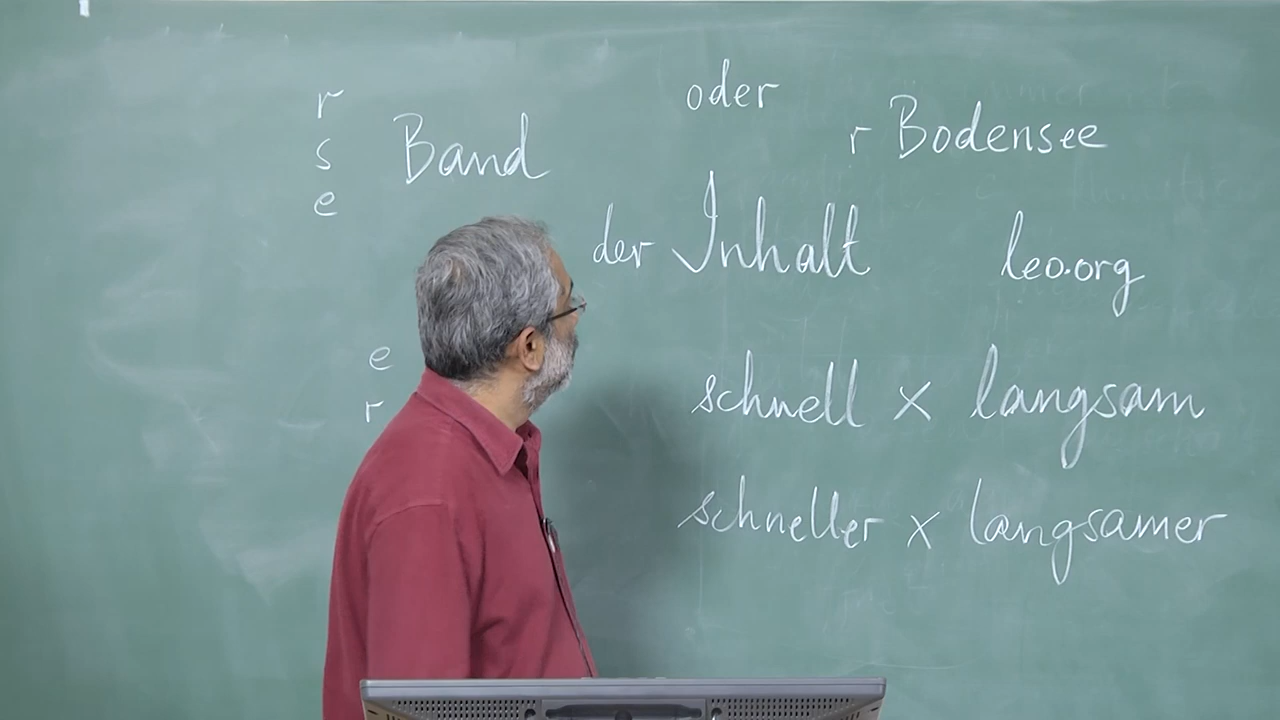 oder
r
s Band r Bodensee
e
der Inhalt leo.org
e
r schnell x langsam
schneller x langsamer